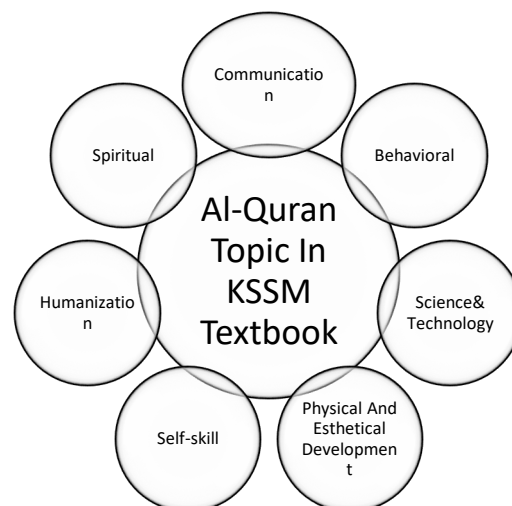 Communicatio
n
Spiritual
Behavioral
Al-Quran
Topic In
KSSM
Textbook
Humanizatio
n
Science&
Technology
Self-skill
Physical And
Esthetical
Developmen
t